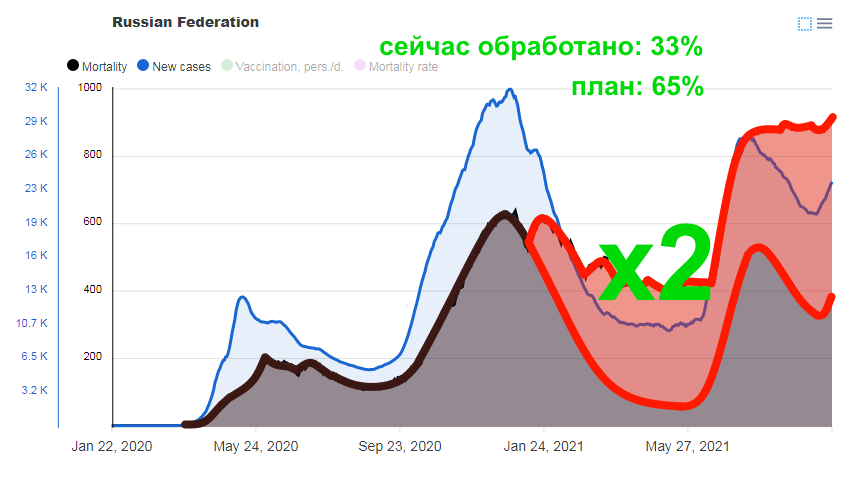 Russian Federation
сейчас обработано: 33%
Mortality New cases Vaccination, pers./d. Mortality rate
план: 65%
32 K 1000
29 K
26 K 800
23 K
19 K 600
x2
16 K
13 K 400
10.7 K
6.5 K 200
3.2 K
Jan 22, 2020 May 24, 2020 Sep 23, 2020 Jan 24, 2021 May 27, 2021